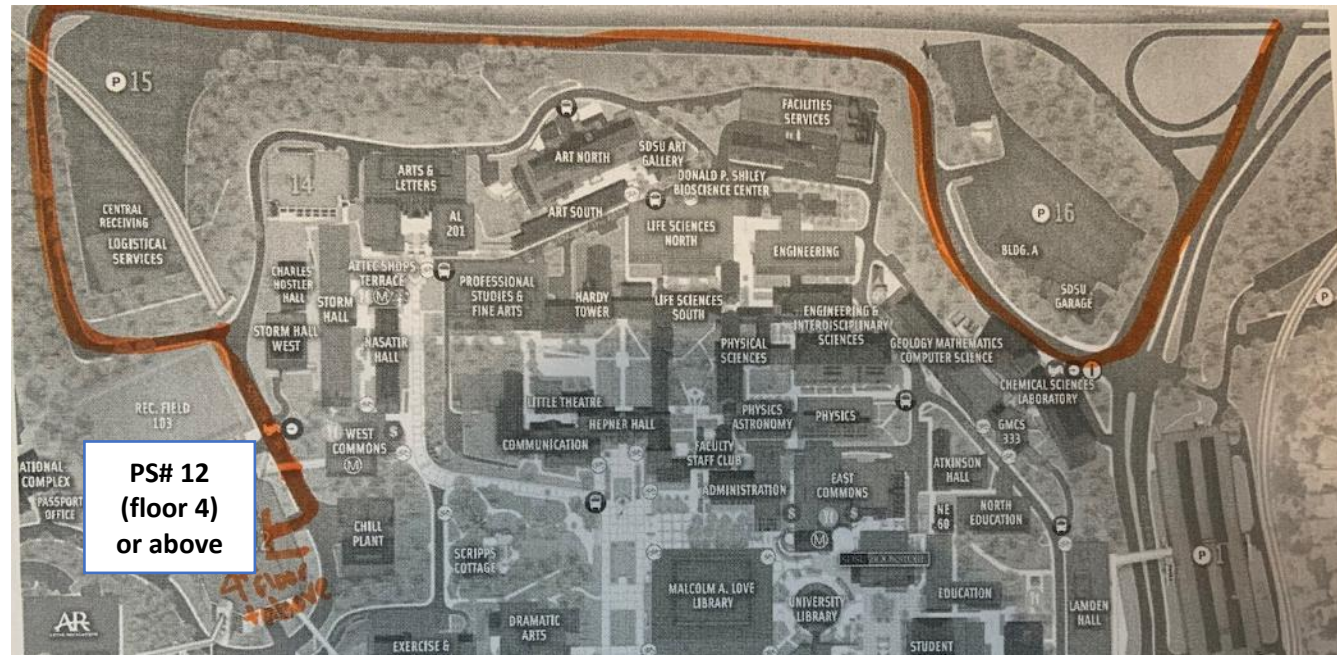 P 15
FACILITIES
SERVICES
ART NORTH
SDSU ART
GALLERY
DONALD P. SHILEY
BIOSCIENCE CENTER
ARTS &
LETTERS
14
ART SOUTH
AL
201
LIFE SCIENCES
NORTH
ENGINEERING
P 16
BLDG. A
SDSU
GARAGE
CENTRAL
RECEIVING
LOGISTICAL
SERVICES
CHARLES
HOSTLER
HALL
STORM
HALL
AZTEC SHOPS
TERRACE
M
PROFESSIONAL
STUDIES &
FINE ARTS
HARDY
TOWER
LIFE SCIENCES
SOUTH
P
STORM HALL
WEST
NASATIR
HALL
PHYSICAL
SCIENCES
ENGINEERING &
INTERDISCIPLINARY
SCIENCES
GEOLOGY MATHEMATICS
COMPUTER SCIENCE
CHEMICAL SCIENCES
LABORATORY
REC. FIELD
103
LITTLE THEATRE
HEPNER HALL
COMMUNICATION
PHYSICS
ASTRONOMY
PHYSICS
GMCS
333
WEST
COMMONS
$
M
FACULTY
STAFF CLUB
ADMINISTRATION
EAST
COMMONS
$
$
M
ATKINSON
HALL
ATIONAL
COMPLEX
PASSPORT
OFFICE
PS# 12
(floor 4)
or above
CHILL
PLANT
SCRIPPS
COTTAGE
NE
60
NORTH
EDUCATION
SDSU BOOKSTORE
P 1
4 floor
above
MALCOLM A. LOVE
LIBRARY
UNIVERSITY
LIBRARY
EDUCATION
LAMDEN
HALL
AR
DRAMATIC
ARTS
EXERCISE &
STUDENT